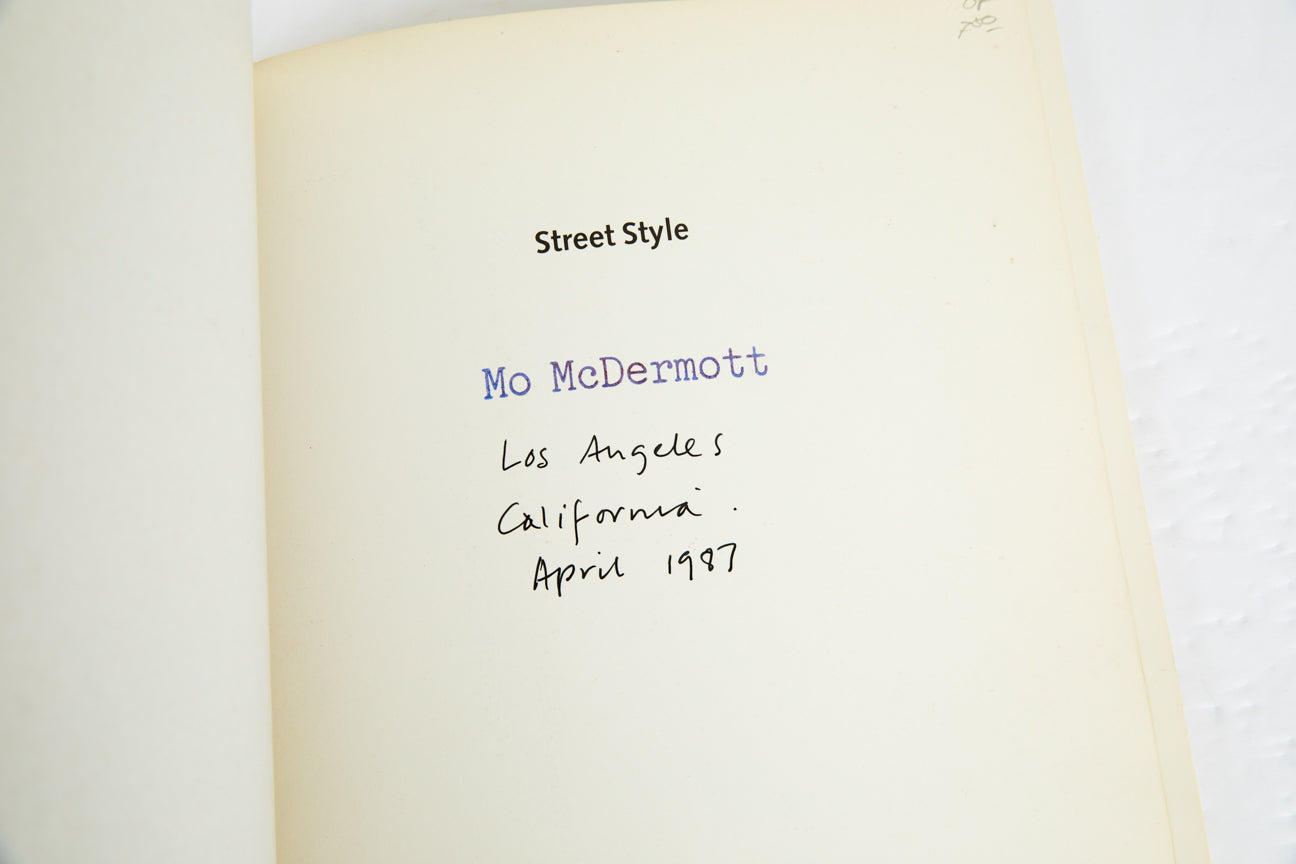 Street Style
Mo McDermott
Los Angeles
California.
April 1987